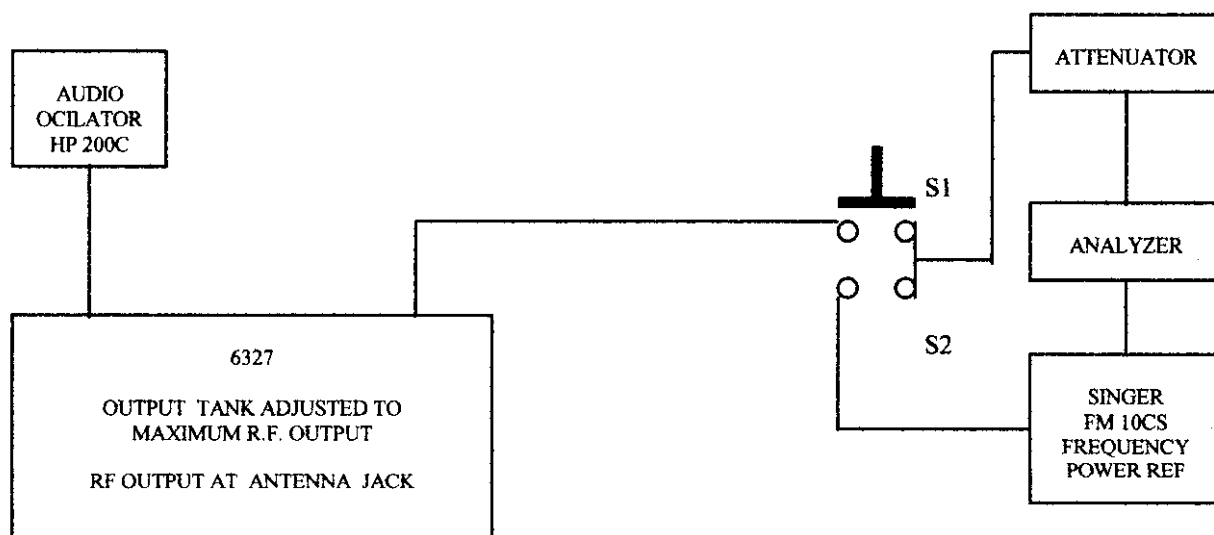 AUDIO
OCILATOR
HP 200C
ATTENUATOR
S1
ANALYZER
S2
6327
OUTPUT TANK ADJUSTED TO
MAXIMUM R.F. OUTPUT
RF OUTPUT AT ANTENNA JACK
SINGER
FM 10CS
FREQUENCY
POWER REF